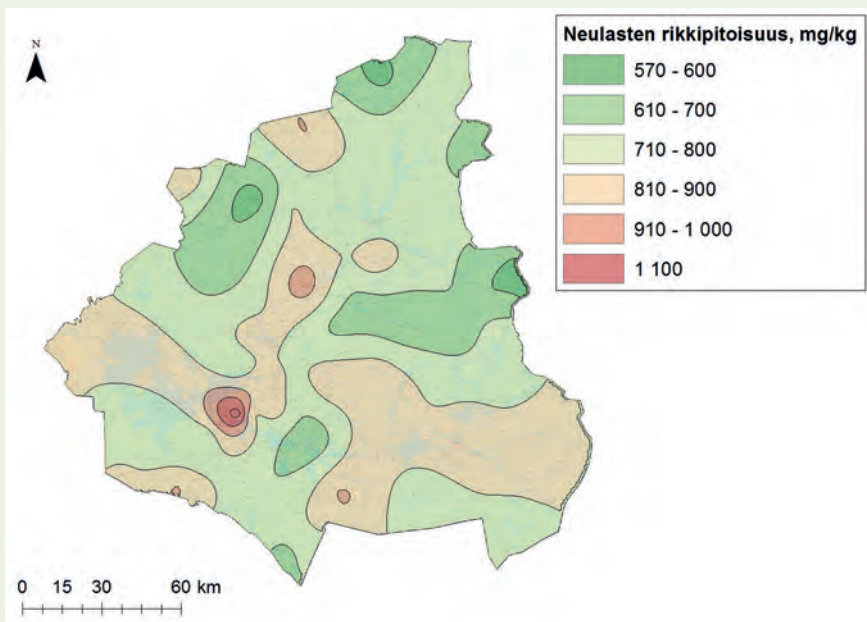 N
Neulasten rikkipitoisuus, mg/kg
570 - 600
610 - 700
710 - 800
810 - 900
910 - 1 000
1 100
0 15 30 60 km